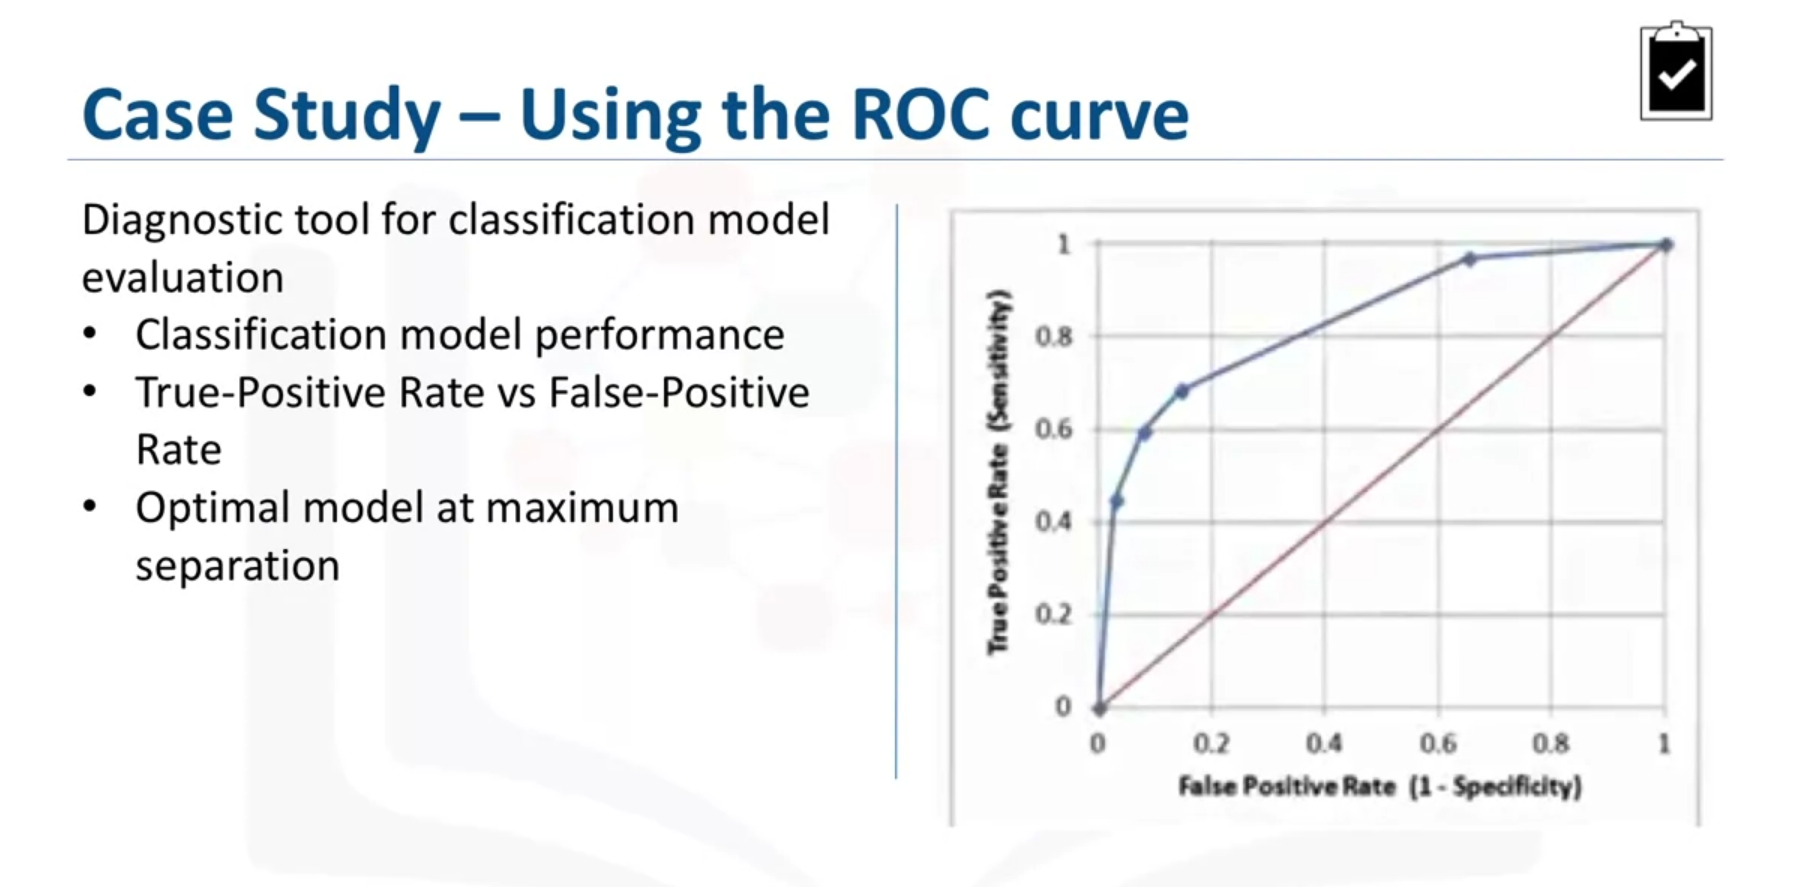 Case Study – Using the ROC curve
Diagnostic tool for classification model
evaluation
• Classification model performance
• True-Positive Rate vs False-Positive
Rate
• Optimal model at maximum
separation
True Positive Rate (Sensitivity)
1
0.8
0.6
0.4
0.2
0
0 0.2 0.4 0.6 0.8 1
False Positive Rate (1 - Specificity)